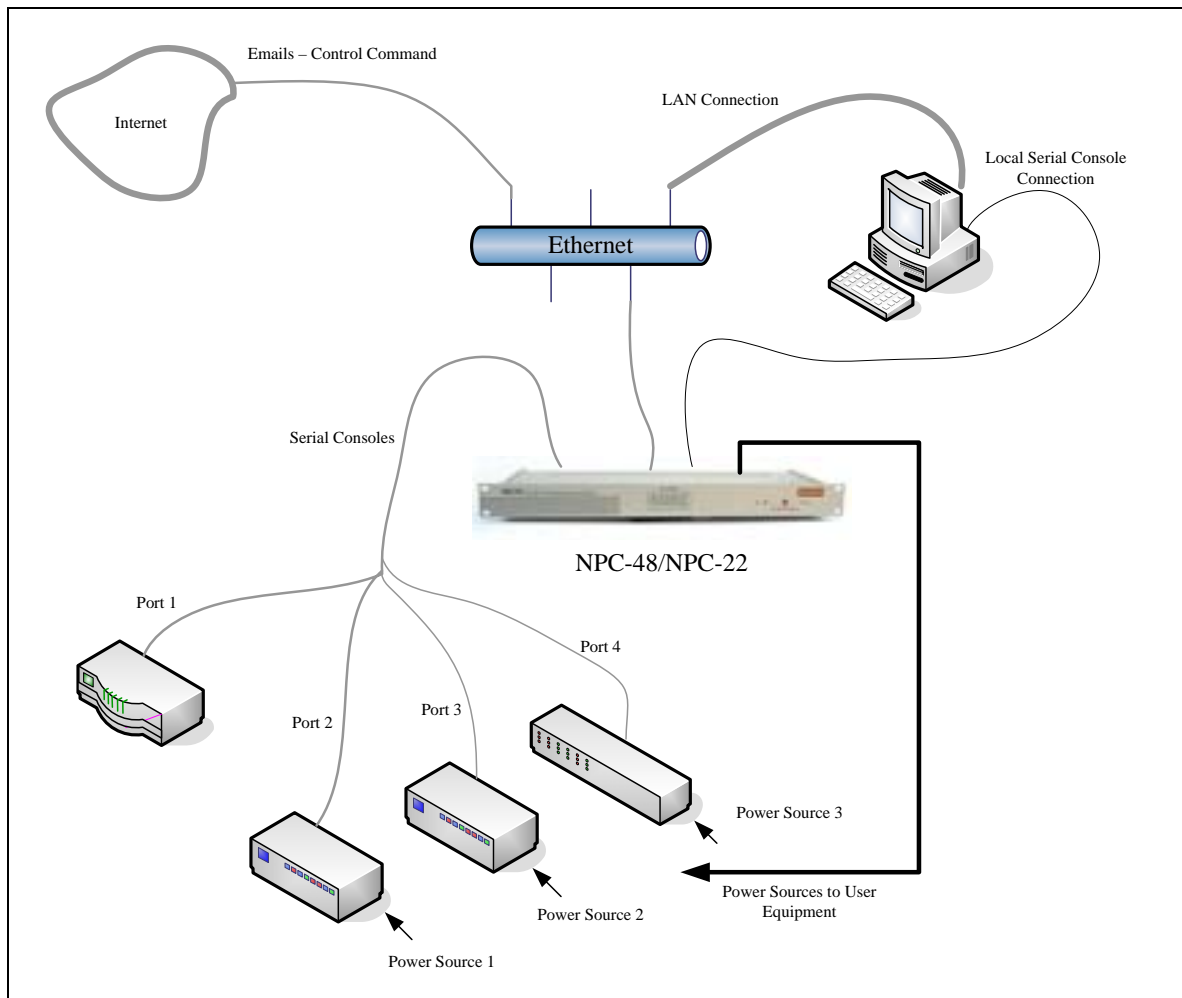 Emails – Control Command
Internet
LAN Connection
Local Serial Console
Connection
Ethernet
Serial Consoles
NPC-48/NPC-22
Port 1
Port 2
Port 3
Port 4
Power Source 3
Power Sources to User
Equipment
Power Source 2
Power Source 1